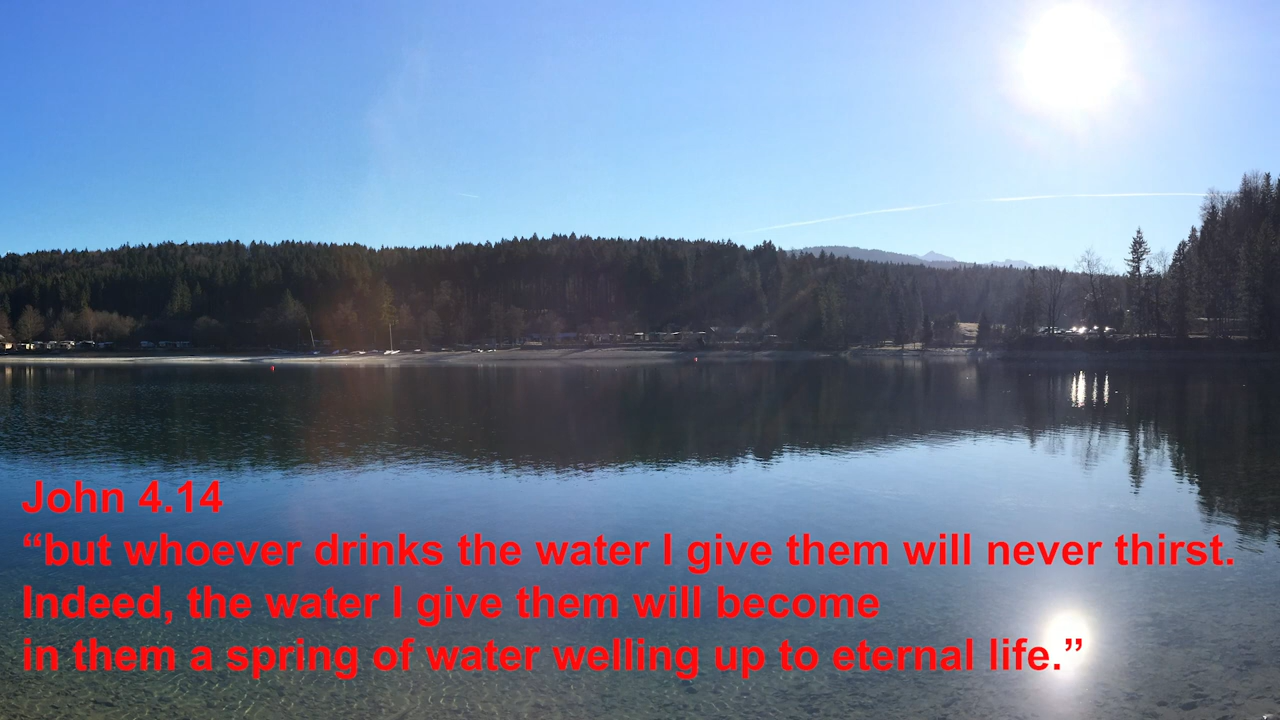 John 4.14
“but whoever drinks the water I give them will never thirst.
Indeed, the water I give them will become
in them a spring of water welling up to eternal life.”